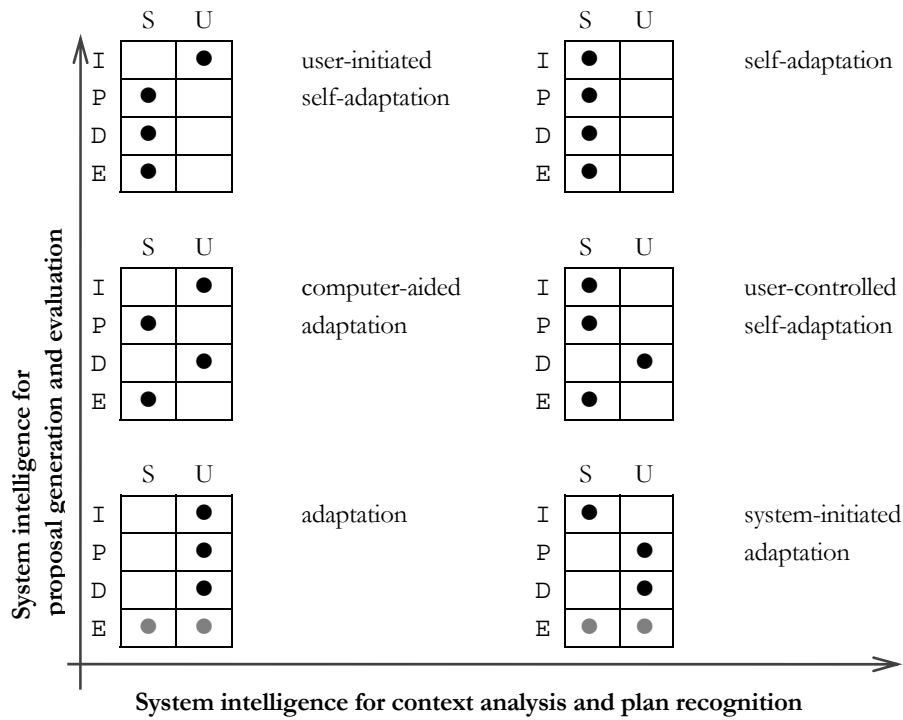 S U S U
I user-initiated I self-adaptation
P self-adaptation P
D D
E E
S U S U
I computer-aided I user-controlled
P adaptation P self-adaptation
D D
E E
S U S U
I adaptation I system-initiated
P P adaptation
D D
E E
System intelligence for
proposal generation and evaluation
System intelligence for context analysis and plan recognition